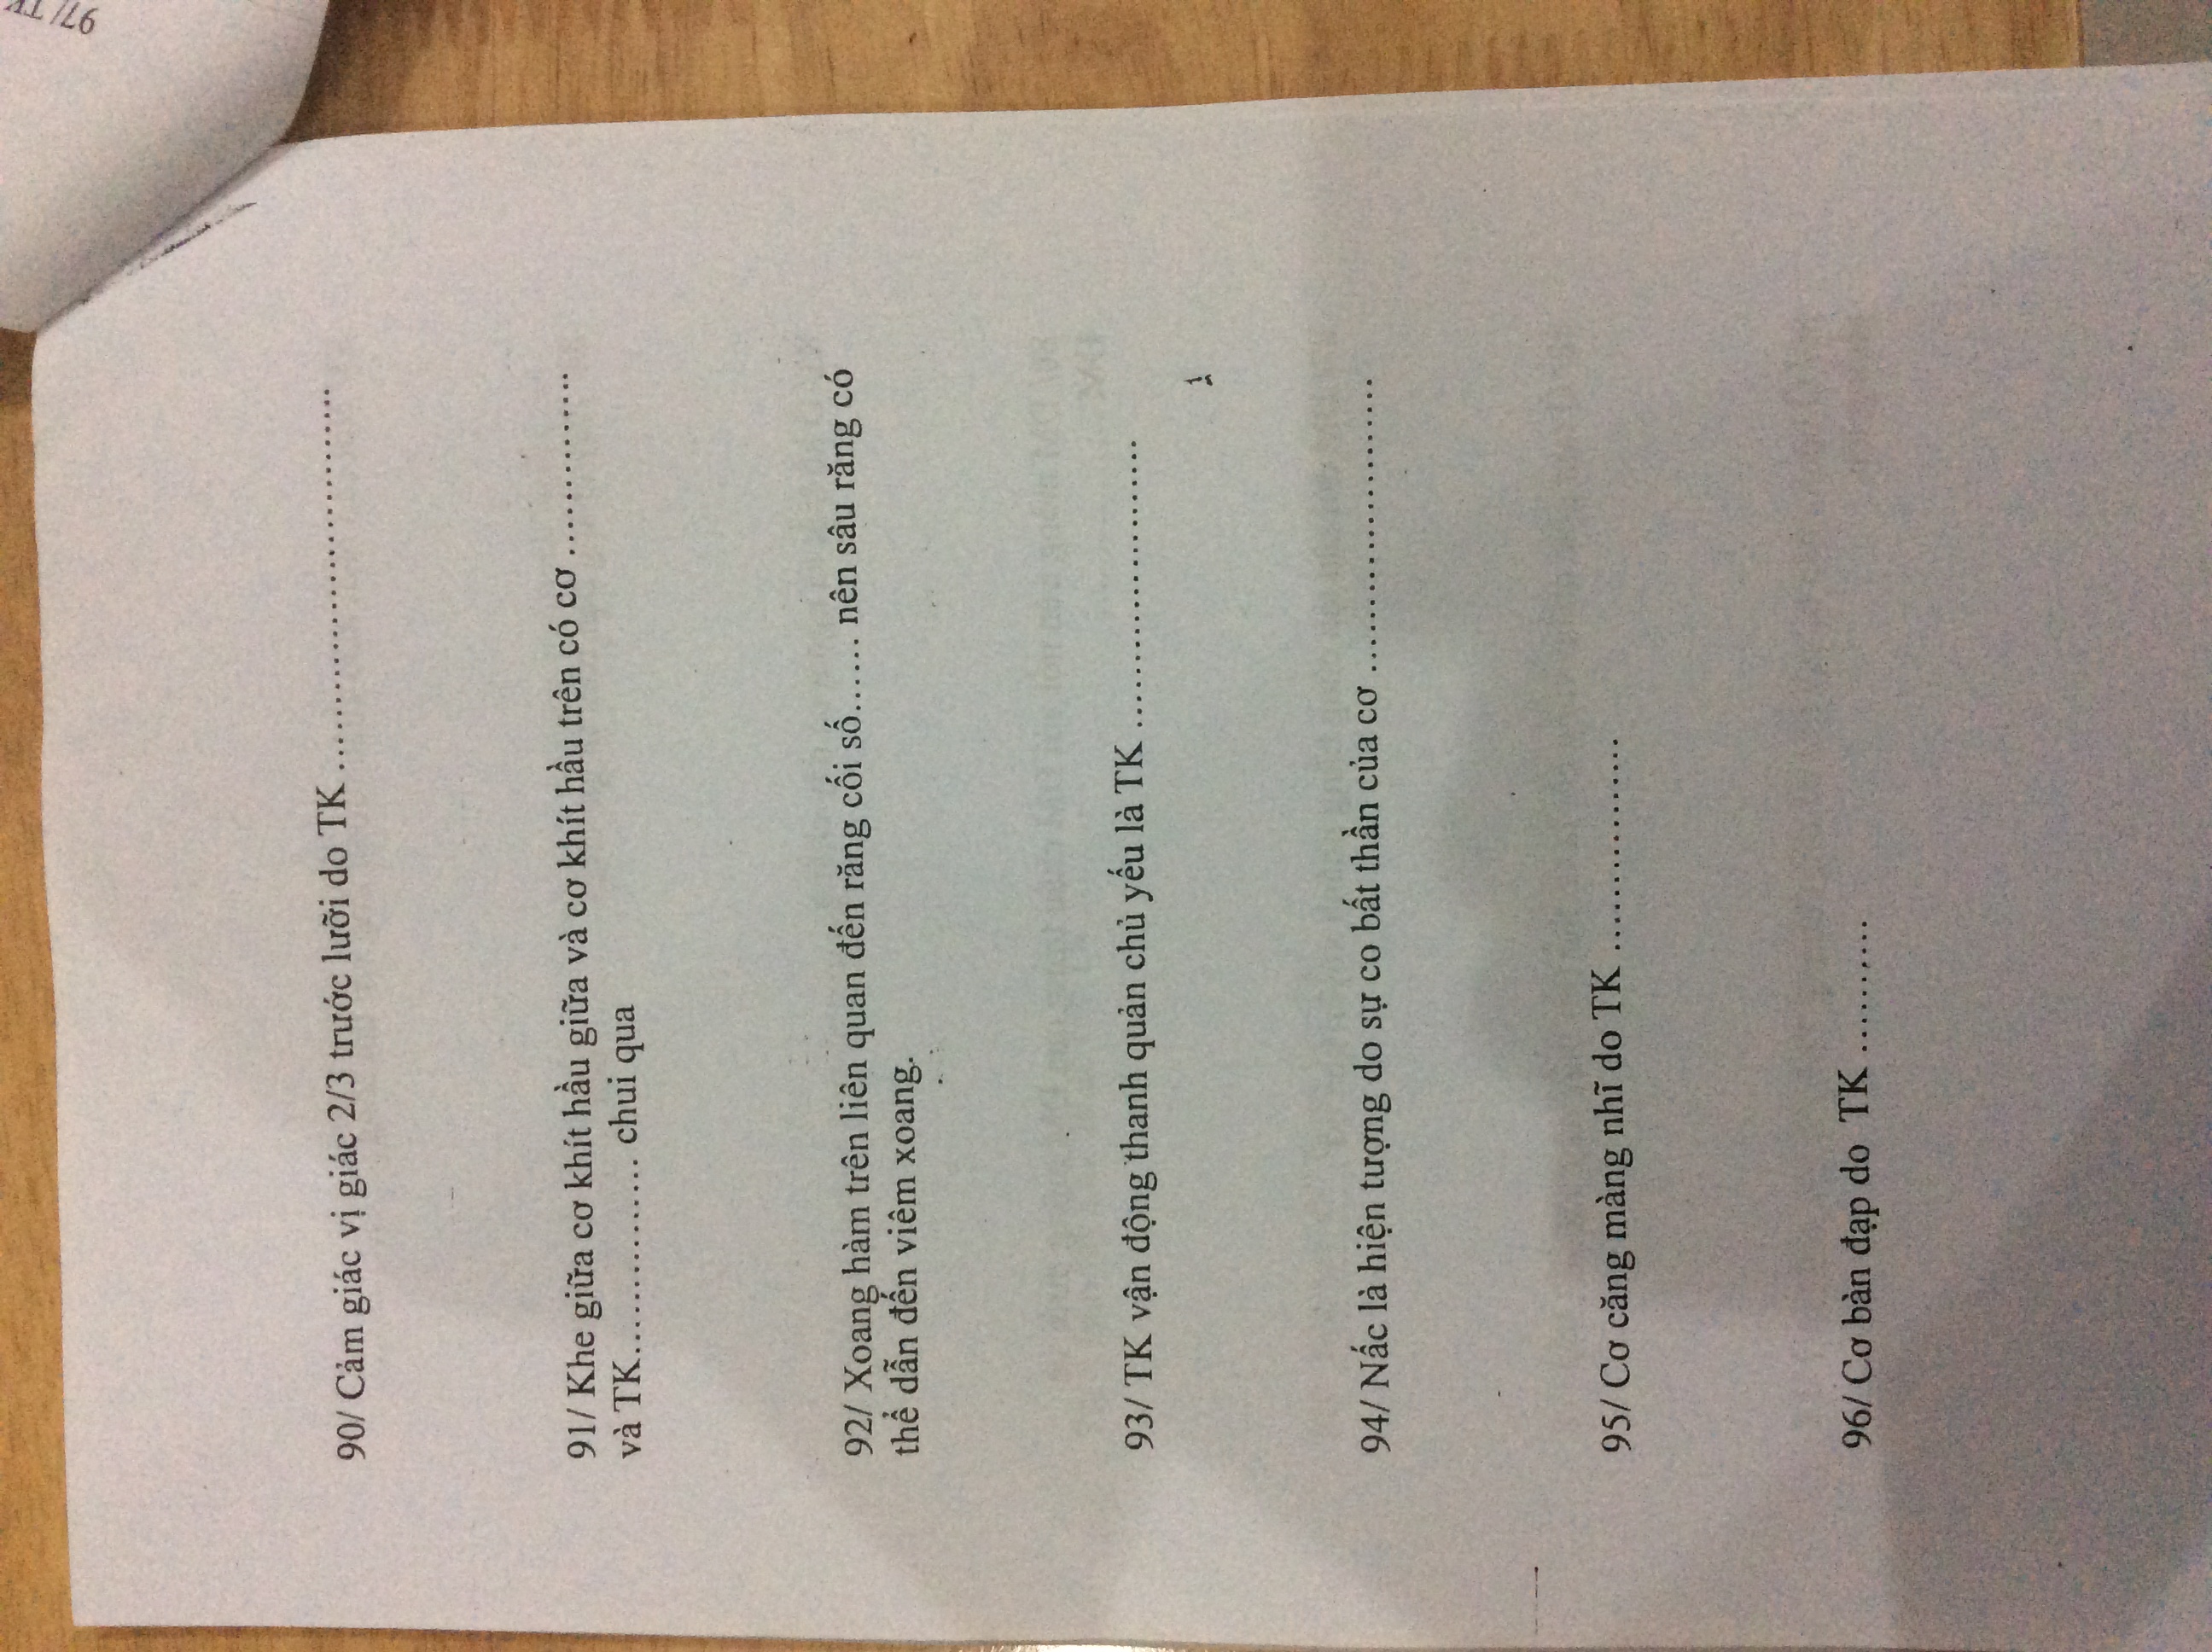 97/ TK
90/ Cảm giác vị giác 2/3 trước lưỡi do TK ..............................
91/ Khe giữa cơ khít hầu giữa và cơ khít hầu trên có cơ ..............
và TK............... chui qua
92/ Xoang hàm trên liên quan đến răng cối số...... nên sâu răng có
thể dẫn đến viêm xoang.
93/ TK vận động thanh quản chủ yếu là TK ......................
94/ Nấc là hiện tượng do sự co bất thần của cơ ......................
95/ Cơ căng màng nhĩ do TK ................
96/ Cơ bàn đạp do TK ..........